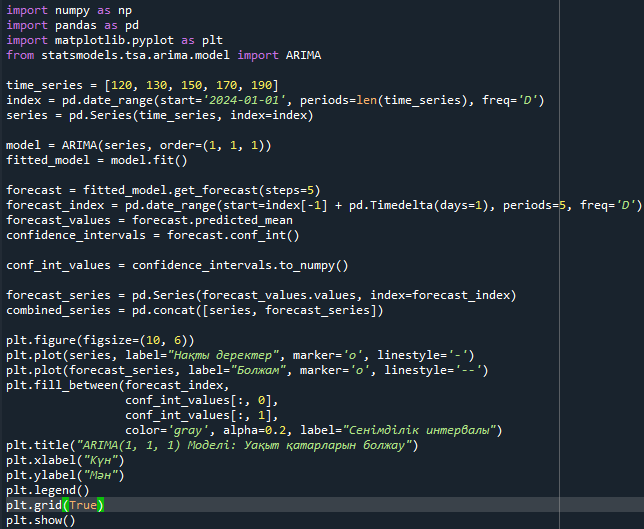 import numpy as np
import pandas as pd
import matplotlib.pyplot as plt
from statsmodels.tsa.arima.model import ARIMA

time_series = [120, 130, 150, 170, 190]
index = pd.date_range(start='2024-01-01', periods=len(time_series), freq='D')
series = pd.Series(time_series, index=index)

model = ARIMA(series, order=(1, 1, 1))
fitted_model = model.fit()

forecast = fitted_model.get_forecast(steps=5)
forecast_index = pd.date_range(start=index[-1] + pd.Timedelta(days=1), periods=5, freq='D')
forecast_values = forecast.predicted_mean
confidence_intervals = forecast.conf_int()

conf_int_values = confidence_intervals.to_numpy()

forecast_series = pd.Series(forecast_values.values, index=forecast_index)
combined_series = pd.concat([series, forecast_series])

plt.figure(figsize=(10, 6))
plt.plot(series, label="Нақты деректер", marker='o', linestyle='-')
plt.plot(forecast_series, label="Болжам", marker='o', linestyle='--')
plt.fill_between(forecast_index,
                 conf_int_values[:, 0],
                 conf_int_values[:, 1],
                 color='gray', alpha=0.2, label="Сенімділік интервалы")
plt.title("ARIMA(1, 1, 1) Моделі: Уақыт қатарларын болжау")
plt.xlabel("Күн")
plt.ylabel("Мән")
plt.legend()
plt.grid(True)
plt.show()